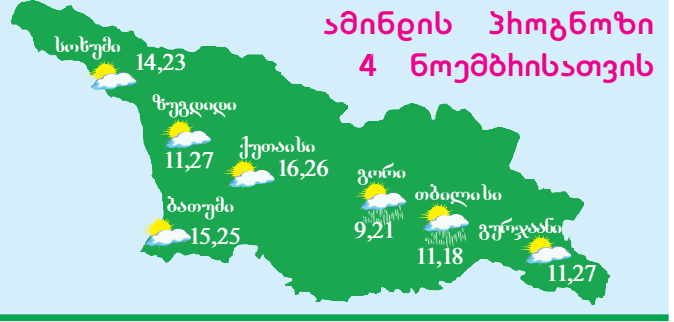 ამინდის პროგნოზი
4 ნოემბრისათვის
სოხუმი
14,23
ზუგდიდი
11,27
ქუთაისი
16,26
გორი
9,21
თბილისი
11,18
ბათუმი
15,25
გურჯაანი
11,27